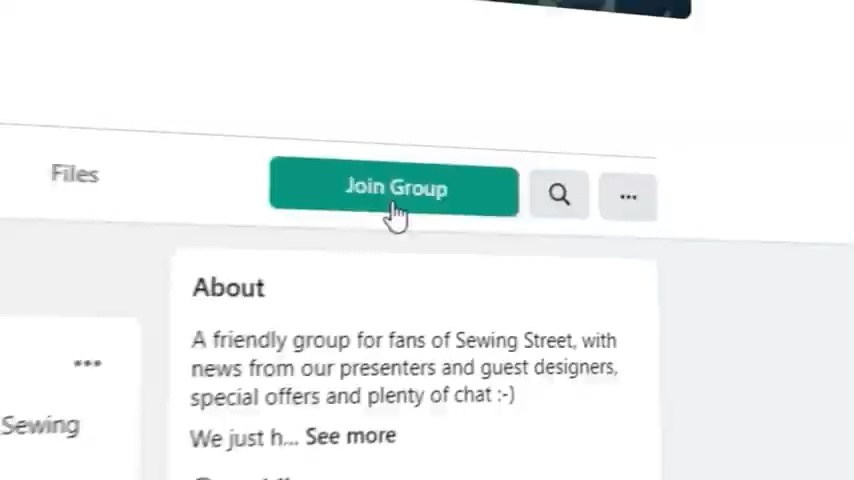 Files
Join Group
About
A friendly group for fans of Sewing Street, with
news from our presenters and guest designers,
special offers and plenty of chat :-)
We just h... See more
Sewing